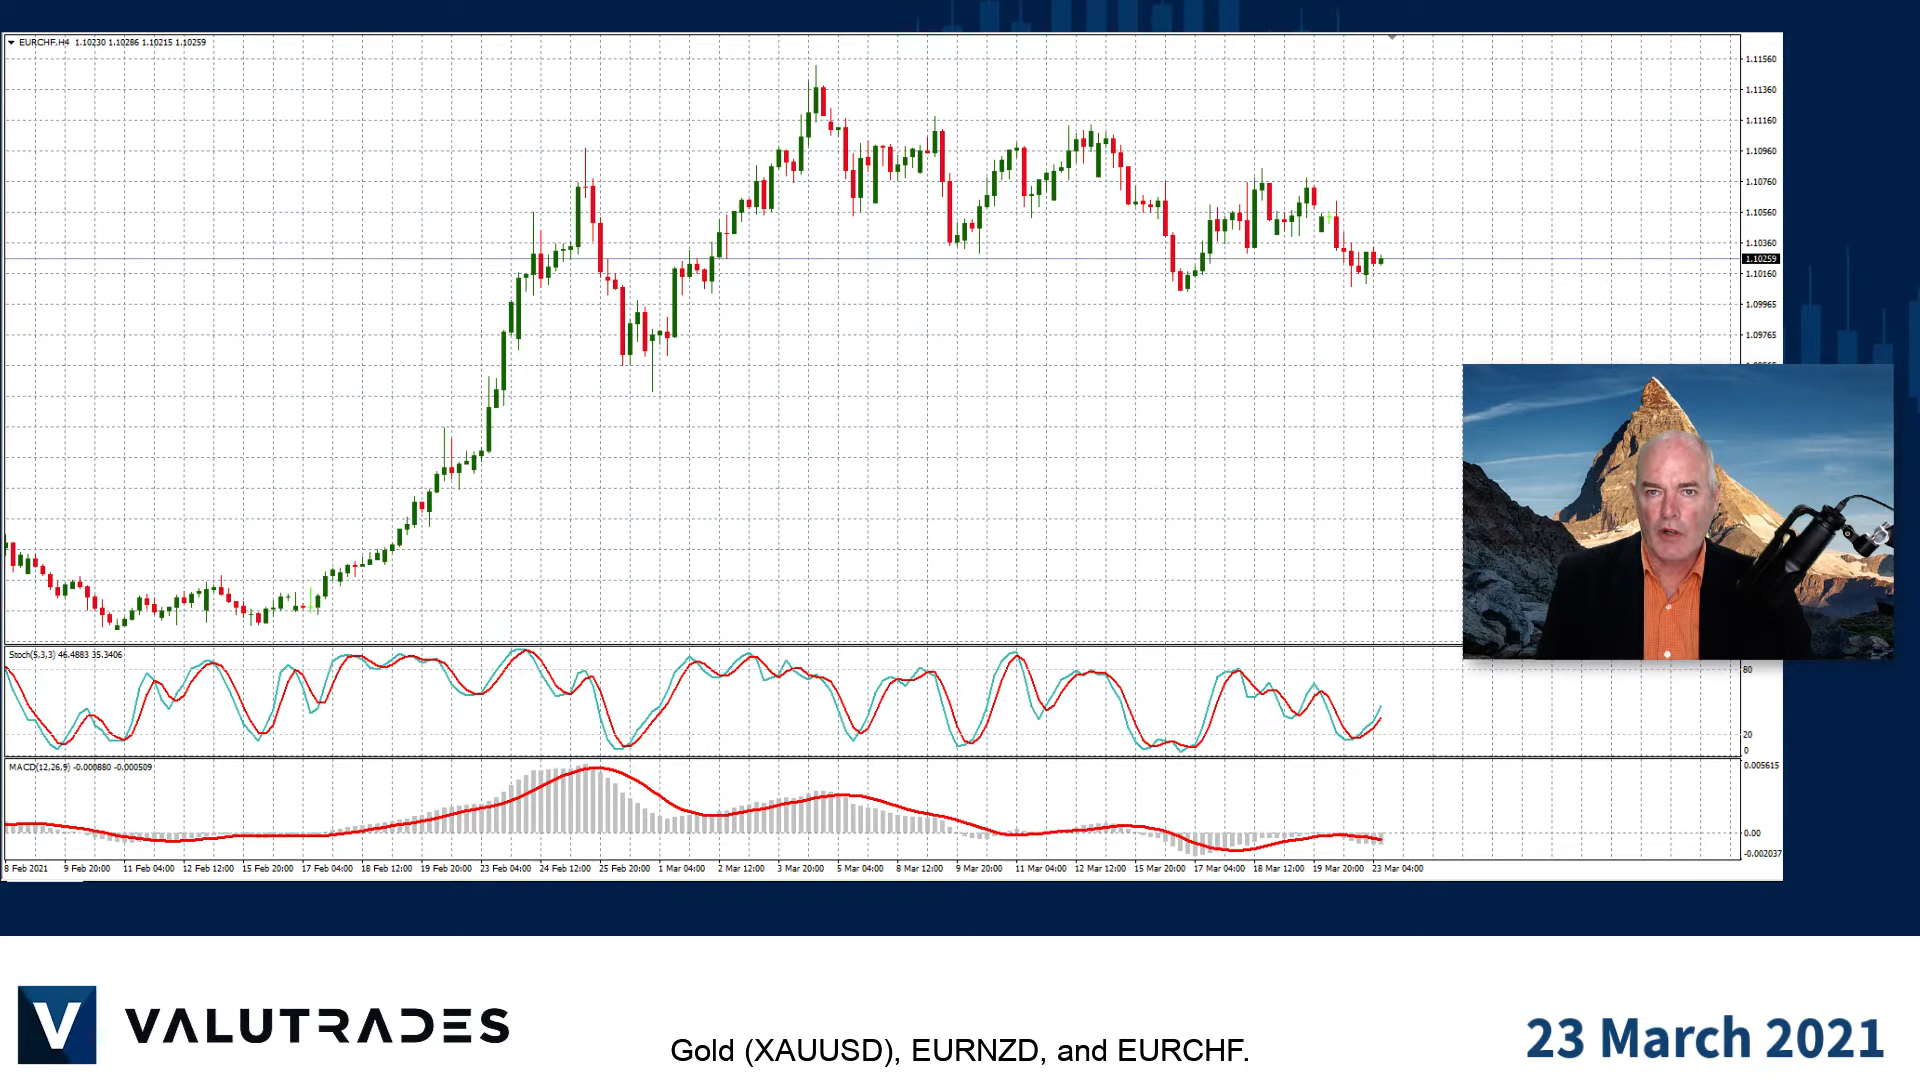 EURCHF.H4 1.10230 1.10286 1.10215 1.10259
1.11560
1.11360
1.11160
1.10960
1.10760
1.10560
1.10360
1.10259
1.10160
1.09965
1.09765
Stoch(5,3,3) 46.4883 35.3406
80
20
0
MACD(12,26,9) -0.000880 -0.000509
0.005615
0.00
-0.002037
8 Feb 2021 9 Feb 20:00 11 Feb 04:00 12 Feb 12:00 15 Feb 20:00 17 Feb 04:00 18 Feb 12:00 19 Feb 20:00 23 Feb 04:00 24 Feb 12:00 25 Feb 20:00 1 Mar 04:00 2 Mar 12:00 3 Mar 20:00 5 Mar 04:00 8 Mar 12:00 9 Mar 20:00 11 Mar 04:00 12 Mar 12:00 15 Mar 20:00 17 Mar 04:00 18 Mar 12:00 19 Mar 20:00 23 Mar 04:00
V VALUTRADES
Gold (XAUUSD), EURNZD, and EURCHF.
23 March 2021